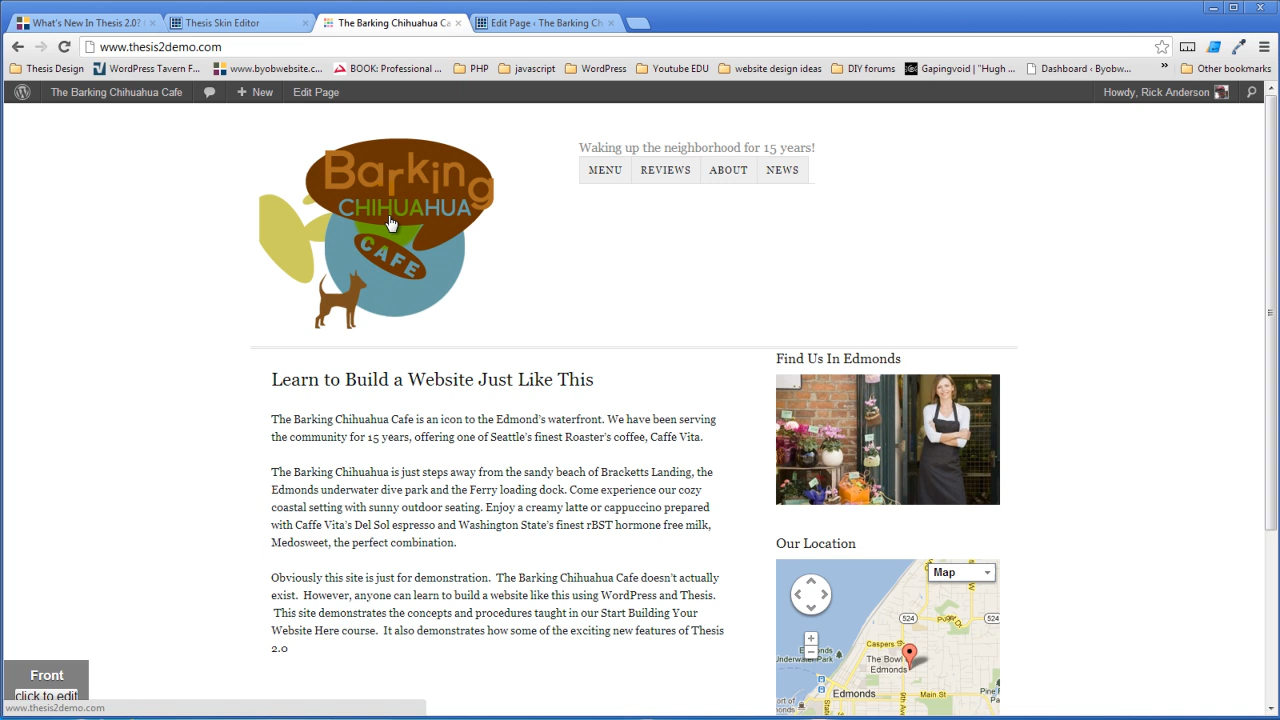 What's New In Thesis 2.0?
Thesis Skin Editor
The Barking Chihuahua Ca
Edit Page ‹ The Barking Ch
www.thesis2demo.com
Thesis Design
WordPress Tavern F...
www.byobwebsite.c...
BOOK: Professional ...
PHP
javascript
WordPress
Youtube EDU
website design ideas
DIY forums
Gapingvoid | "Hugh ...
Dashboard ‹ Byobw...
Other bookmarks
The Barking Chihuahua Cafe
+ New
Edit Page
Howdy, Rick Anderson
Barking
CHIHUAHUA
CAFE
Waking up the neighborhood for 15 years!
MENU
REVIEWS
ABOUT
NEWS
Learn to Build a Website Just Like This
The Barking Chihuahua Cafe is an icon to the Edmond's waterfront. We have been serving
the community for 15 years, offering one of Seattle's finest Roaster's coffee, Caffe Vita.
The Barking Chihuahua is just steps away from the sandy beach of Bracketts Landing, the
Edmonds underwater dive park and the Ferry loading dock. Come experience our cozy
coastal setting with sunny outdoor seating. Enjoy a creamy latte or cappuccino prepared
with Caffe Vita's Del Sol espresso and Washington State's finest rBST hormone free milk,
Medosweet, the perfect combination.
Obviously this site is just for demonstration. The Barking Chihuahua Cafe doesn't actually
exist. However, anyone can learn to build a website like this using WordPress and Thesis.
This site demonstrates the concepts and procedures taught in our Start Building Your
Website Here course. It also demonstrates how some of the exciting new features of Thesis
2.0
Find Us In Edmonds
Our Location
Map
524
524
Caspers St
Underwater Park
The Bowl
Edmonds
Edmonds
Main St
Pine
Front
click to edit
www.thesis2demo.com